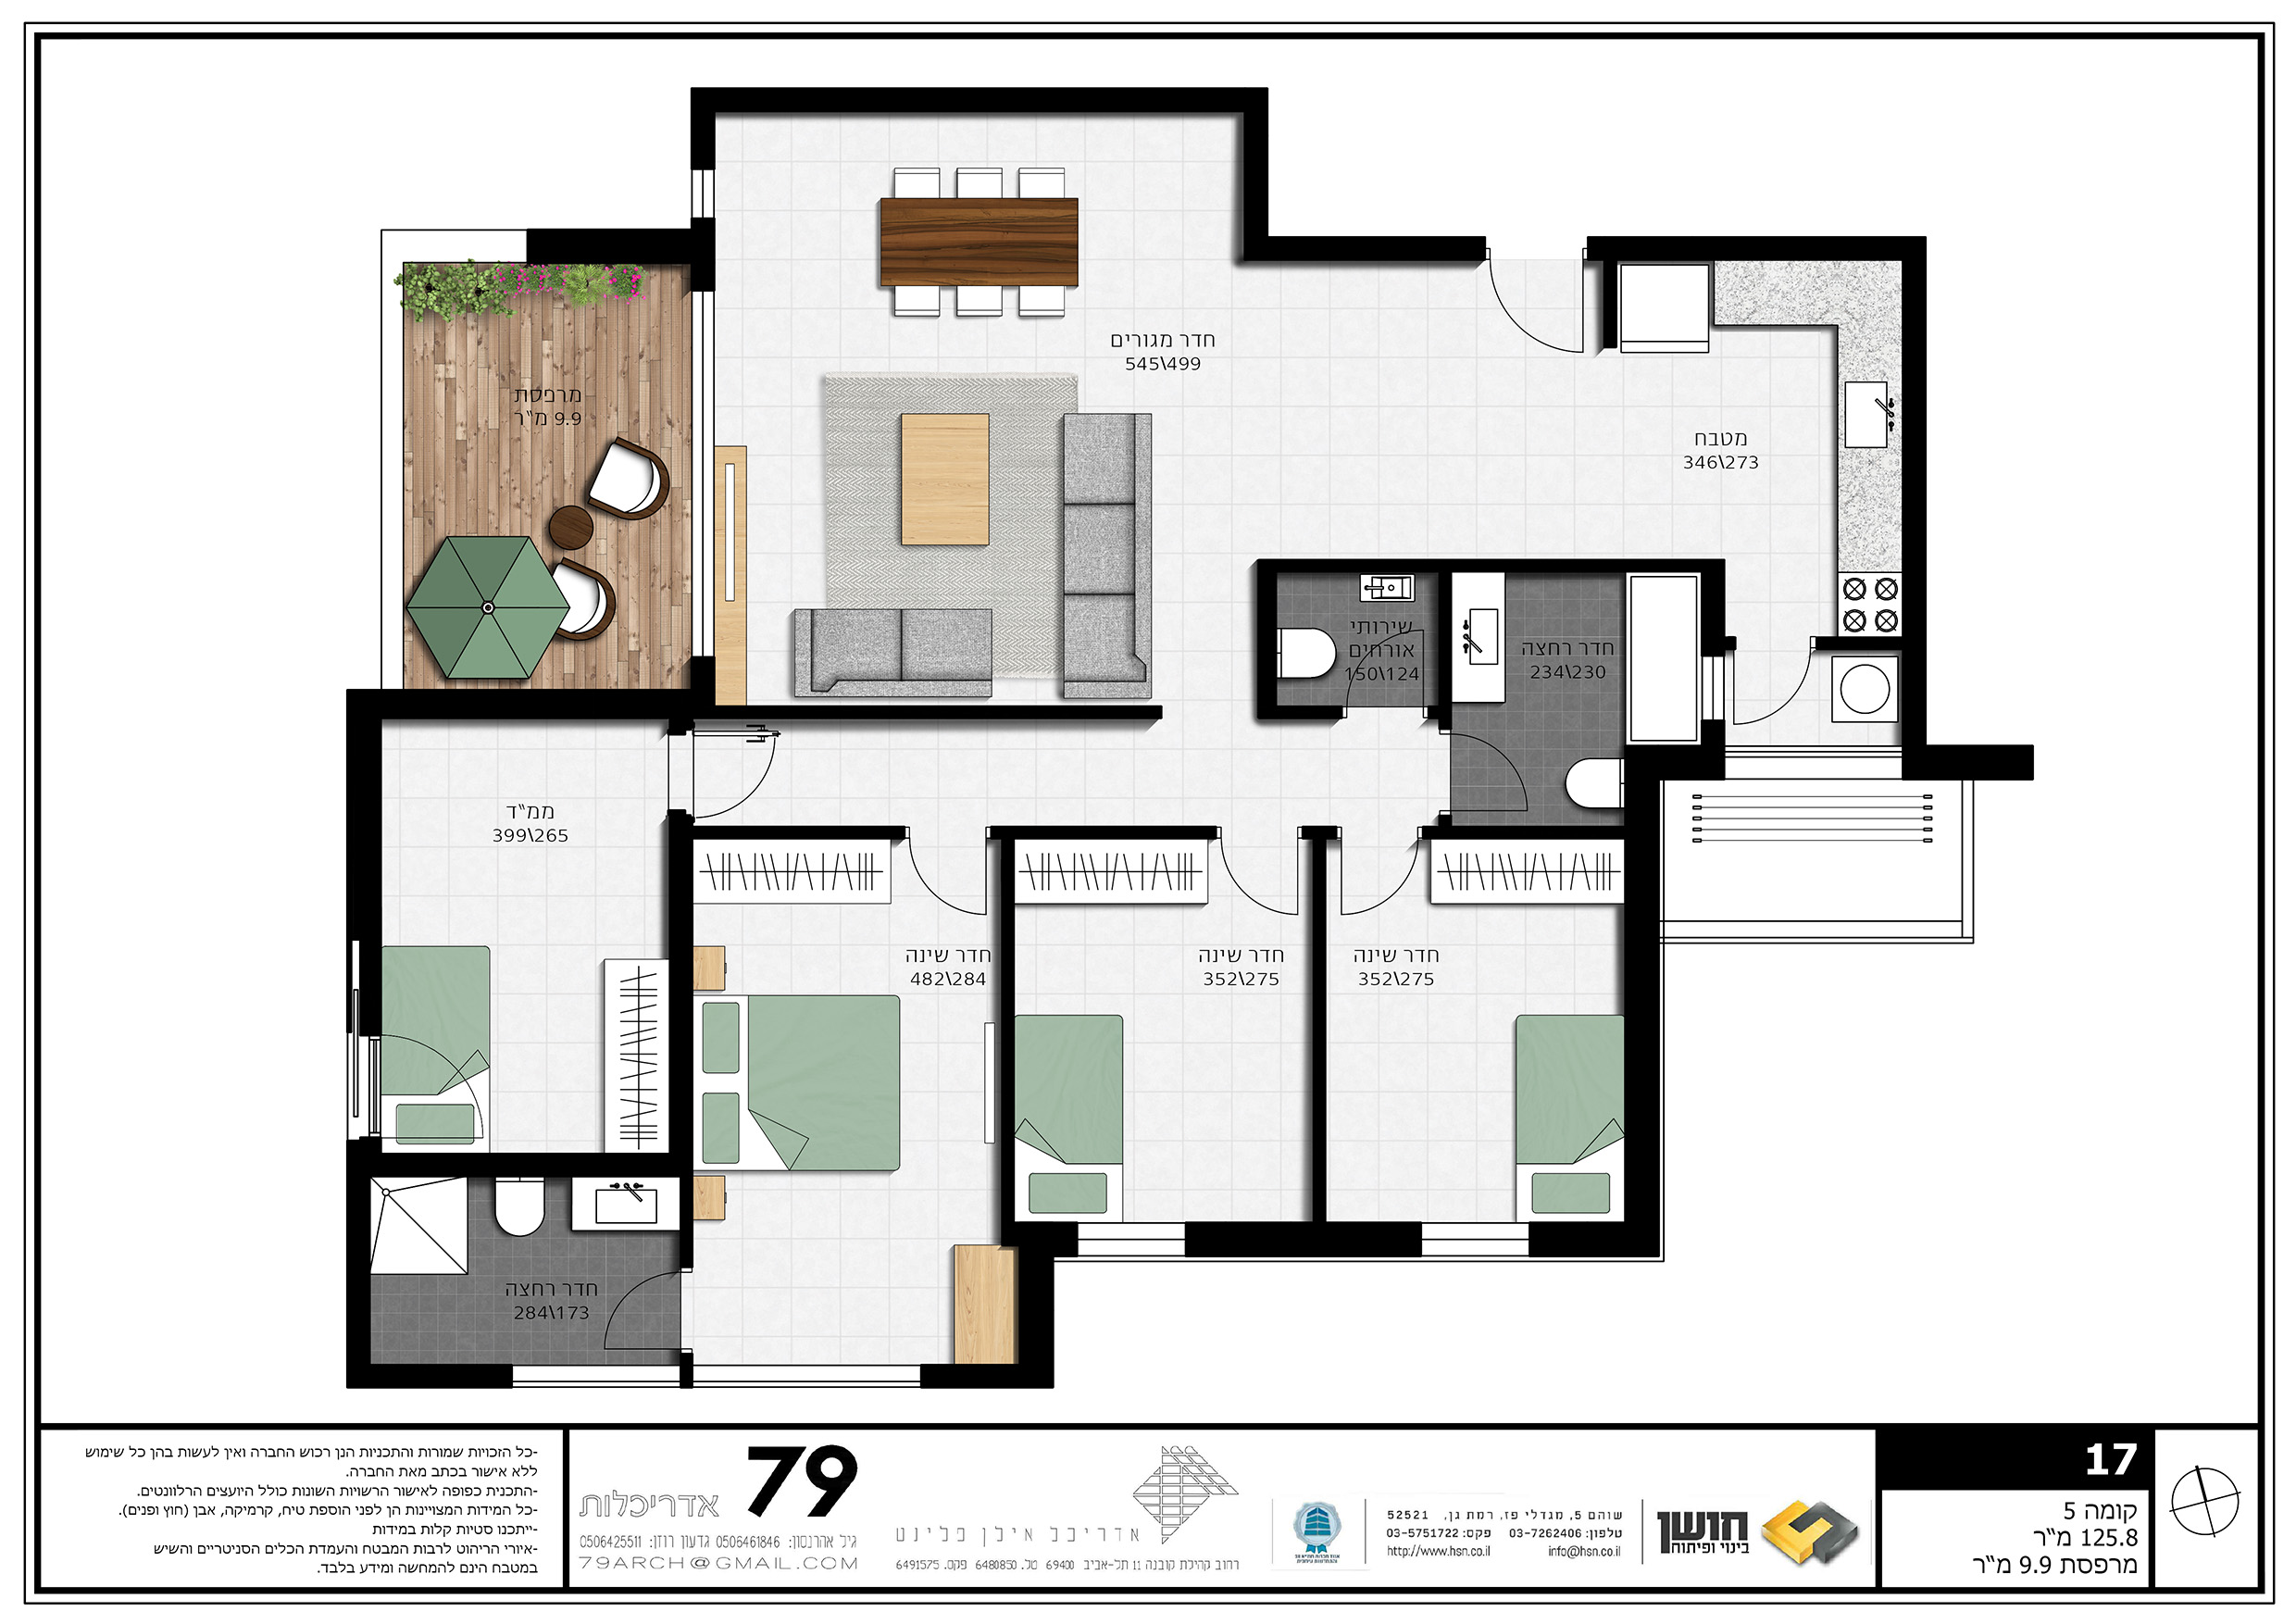 חדר מגורים
545\499
מרפסת
9.9 מ"ר
מטבח
346\273
שירותי
אורחים
150\124
חדר רחצה
234\230
ממ"ד
399\265
חדר שינה
482\284
חדר שינה
352\275
חדר שינה
352\275
חדר רחצה
284\173
17
קומה 5
125.8 מ"ר
מרפסת 9.9 מ"ר
חושן
בינוי ופיתוח
שוהם 5, מגדלי פז, רמת גן, 52521
טלפון: 03-7262406 פקס: 03-5751722
info@hsn.co.il http://www.hsn.co.il
אדריכל אילן פלינט
רחוב קהילת קובנה 11 תל-אביב 69400 טל. 6480850 פקס. 6491575
79
אדריכלות
גיל אהרנסון: 0506461846 גדעון רוזן: 0506425511
79ARCH@GMAIL.COM
-כל הזכויות שמורות והתכניות הנן רכוש החברה ואין לעשות בהן כל שימוש
ללא אישור בכתב מאת החברה.
-התכנית כפופה לאישור הרשויות השונות כולל היועצים הרלוונטים.
-כל המידות המצויינות הן לפני הוספת טיח, קרמיקה, אבן (חוץ ופנים).
-ייתכנו סטיות קלות במידות
-איורי הריהוט לרבות המבטח והעמדת הכלים הסניטריים והשיש
במטבח הינם להמחשה ומידע בלבד.